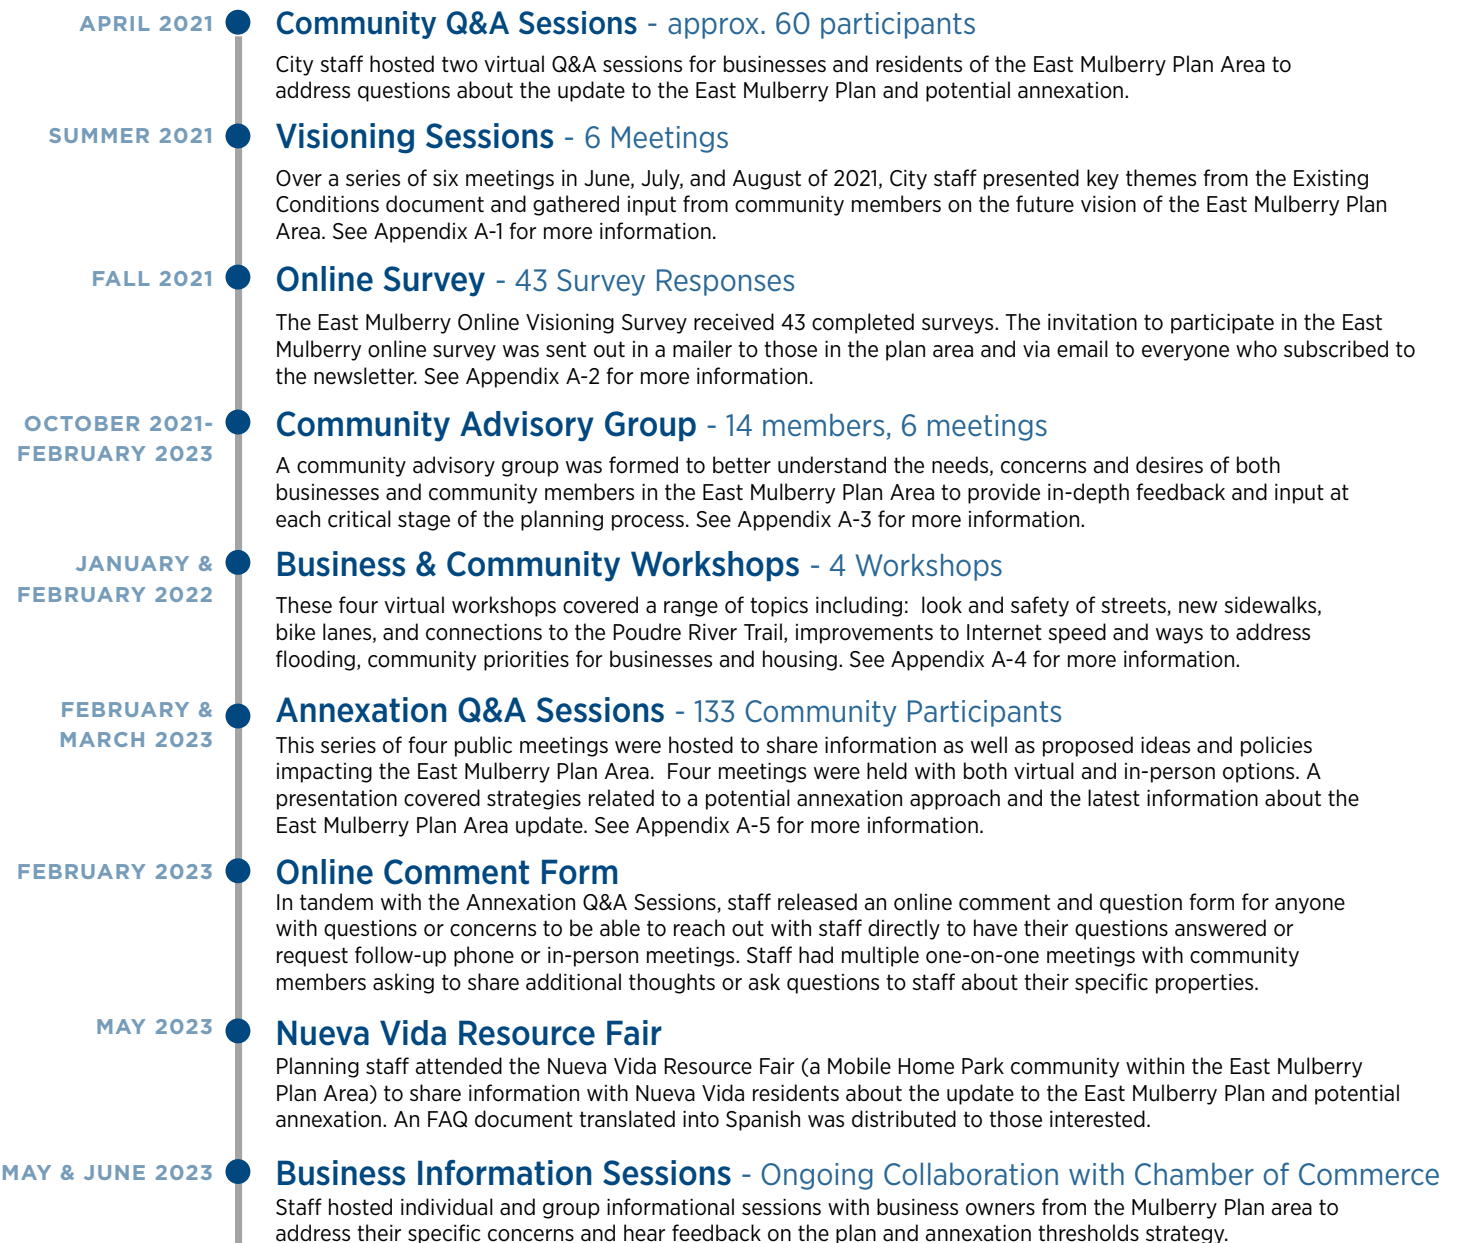 APRIL 2021
Community Q&A Sessions - approx. 60 participants
City staff hosted two virtual Q&A sessions for businesses and residents of the East Mulberry Plan Area to
address questions about the update to the East Mulberry Plan and potential annexation.
SUMMER 2021
Visioning Sessions - 6 Meetings
Over a series of six meetings in June, July, and August of 2021, City staff presented key themes from the Existing
Conditions document and gathered input from community members on the future vision of the East Mulberry Plan
Area. See Appendix A-1 for more information.
FALL 2021
Online Survey - 43 Survey Responses
The East Mulberry Online Visioning Survey received 43 completed surveys. The invitation to participate in the East
Mulberry online survey was sent out in a mailer to those in the plan area and via email to everyone who subscribed to
the newsletter. See Appendix A-2 for more information.
OCTOBER 2021-
FEBRUARY 2023
Community Advisory Group - 14 members, 6 meetings
A community advisory group was formed to better understand the needs, concerns and desires of both
businesses and community members in the East Mulberry Plan Area to provide in-depth feedback and input at
each critical stage of the planning process. See Appendix A-3 for more information.
JANUARY &
FEBRUARY 2022
Business & Community Workshops - 4 Workshops
These four virtual workshops covered a range of topics including:  look and safety of streets, new sidewalks,
bike lanes, and connections to the Poudre River Trail, improvements to Internet speed and ways to address
flooding, community priorities for businesses and housing. See Appendix A-4 for more information.
FEBRUARY &
MARCH 2023
Annexation Q&A Sessions - 133 Community Participants
This series of four public meetings were hosted to share information as well as proposed ideas and policies
impacting the East Mulberry Plan Area.  Four meetings were held with both virtual and in-person options. A
presentation covered strategies related to a potential annexation approach and the latest information about the
East Mulberry Plan Area update. See Appendix A-5 for more information.
FEBRUARY 2023
Online Comment Form
In tandem with the Annexation Q&A Sessions, staff released an online comment and question form for anyone
with questions or concerns to be able to reach out with staff directly to have their questions answered or
request follow-up phone or in-person meetings. Staff had multiple one-on-one meetings with community
members asking to share additional thoughts or ask questions to staff about their specific properties.
MAY 2023
Nueva Vida Resource Fair
Planning staff attended the Nueva Vida Resource Fair (a Mobile Home Park community within the East Mulberry
Plan Area) to share information with Nueva Vida residents about the update to the East Mulberry Plan and potential
annexation. An FAQ document translated into Spanish was distributed to those interested.
MAY & JUNE 2023
Business Information Sessions - Ongoing Collaboration with Chamber of Commerce
Staff hosted individual and group informational sessions with business owners from the Mulberry Plan area to
address their specific concerns and hear feedback on the plan and annexation thresholds strategy.